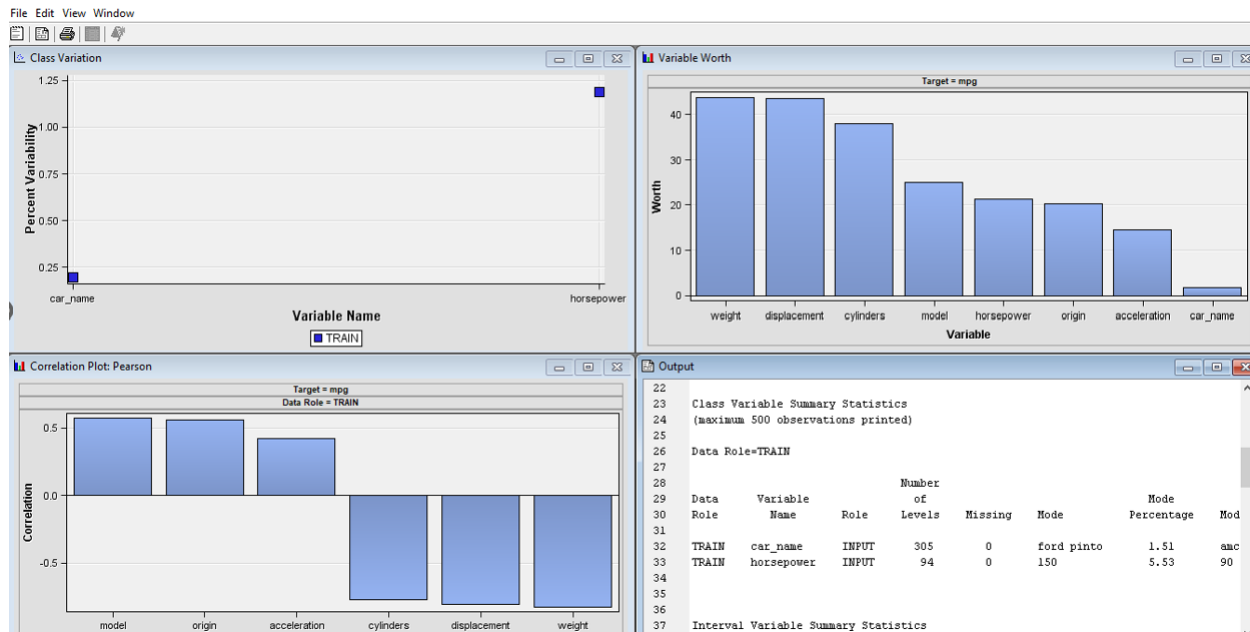 File Edit View Window
Class Variation
1.25
1.00
0.75
0.50
0.25
Percent Variability
car_name horsepower
Variable Name
TRAIN
Variable Worth
Target = mpg
40
30
20
10
0
Worth
weight displacement cylinders model horsepower origin acceleration car_name
Variable
Correlation Plot: Pearson
Target = mpg
Data Role = TRAIN
0.5
0.0
-0.5
Correlation
model origin acceleration cylinders displacement weight
Output
22
23 Class Variable Summary Statistics
24 (maximum 500 observations printed)
25
26 Data Role=TRAIN
27
28 Number
29 Data Variable of Mode
30 Role Name Role Levels Missing Mode Percentage Mod
31
32 TRAIN car_name INPUT 305 0 ford pinto 1.51 amc
33 TRAIN horsepower INPUT 94 0 150 5.53 90
34
35
36
37 Interval Variable Summary Statistics